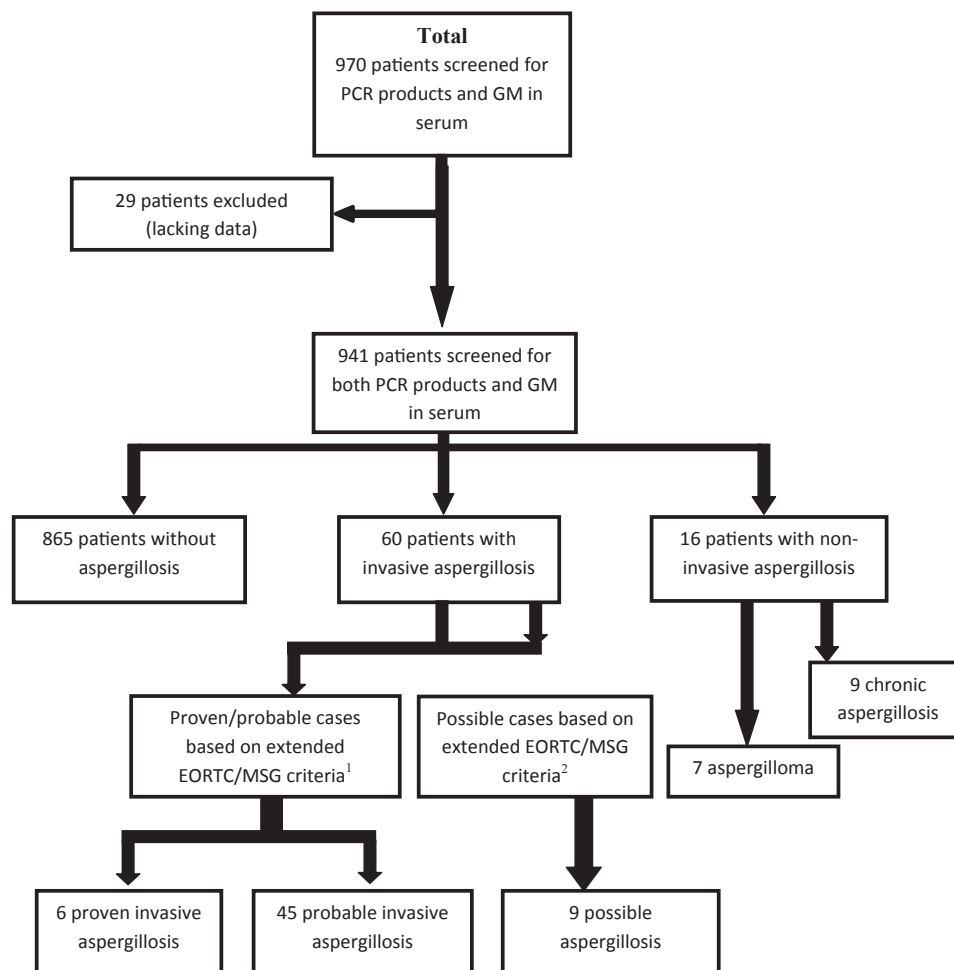 Total
970 patients screened for
PCR products and GM in
serum
29 patients excluded
(lacking data)
941 patients screened for
both PCR products and GM
in serum
865 patients without
aspergillosis
60 patients with
invasive aspergillosis
16 patients with non-
invasive aspergillosis
Proven/probable cases
based on extended
EORTC/MSG criteria¹
Possible cases based on
extended EORTC/MSG
criteria²
9 chronic
aspergillosis
7 aspergilloma
6 proven invasive
aspergillosis
45 probable invasive
aspergillosis
9 possible
aspergillosis